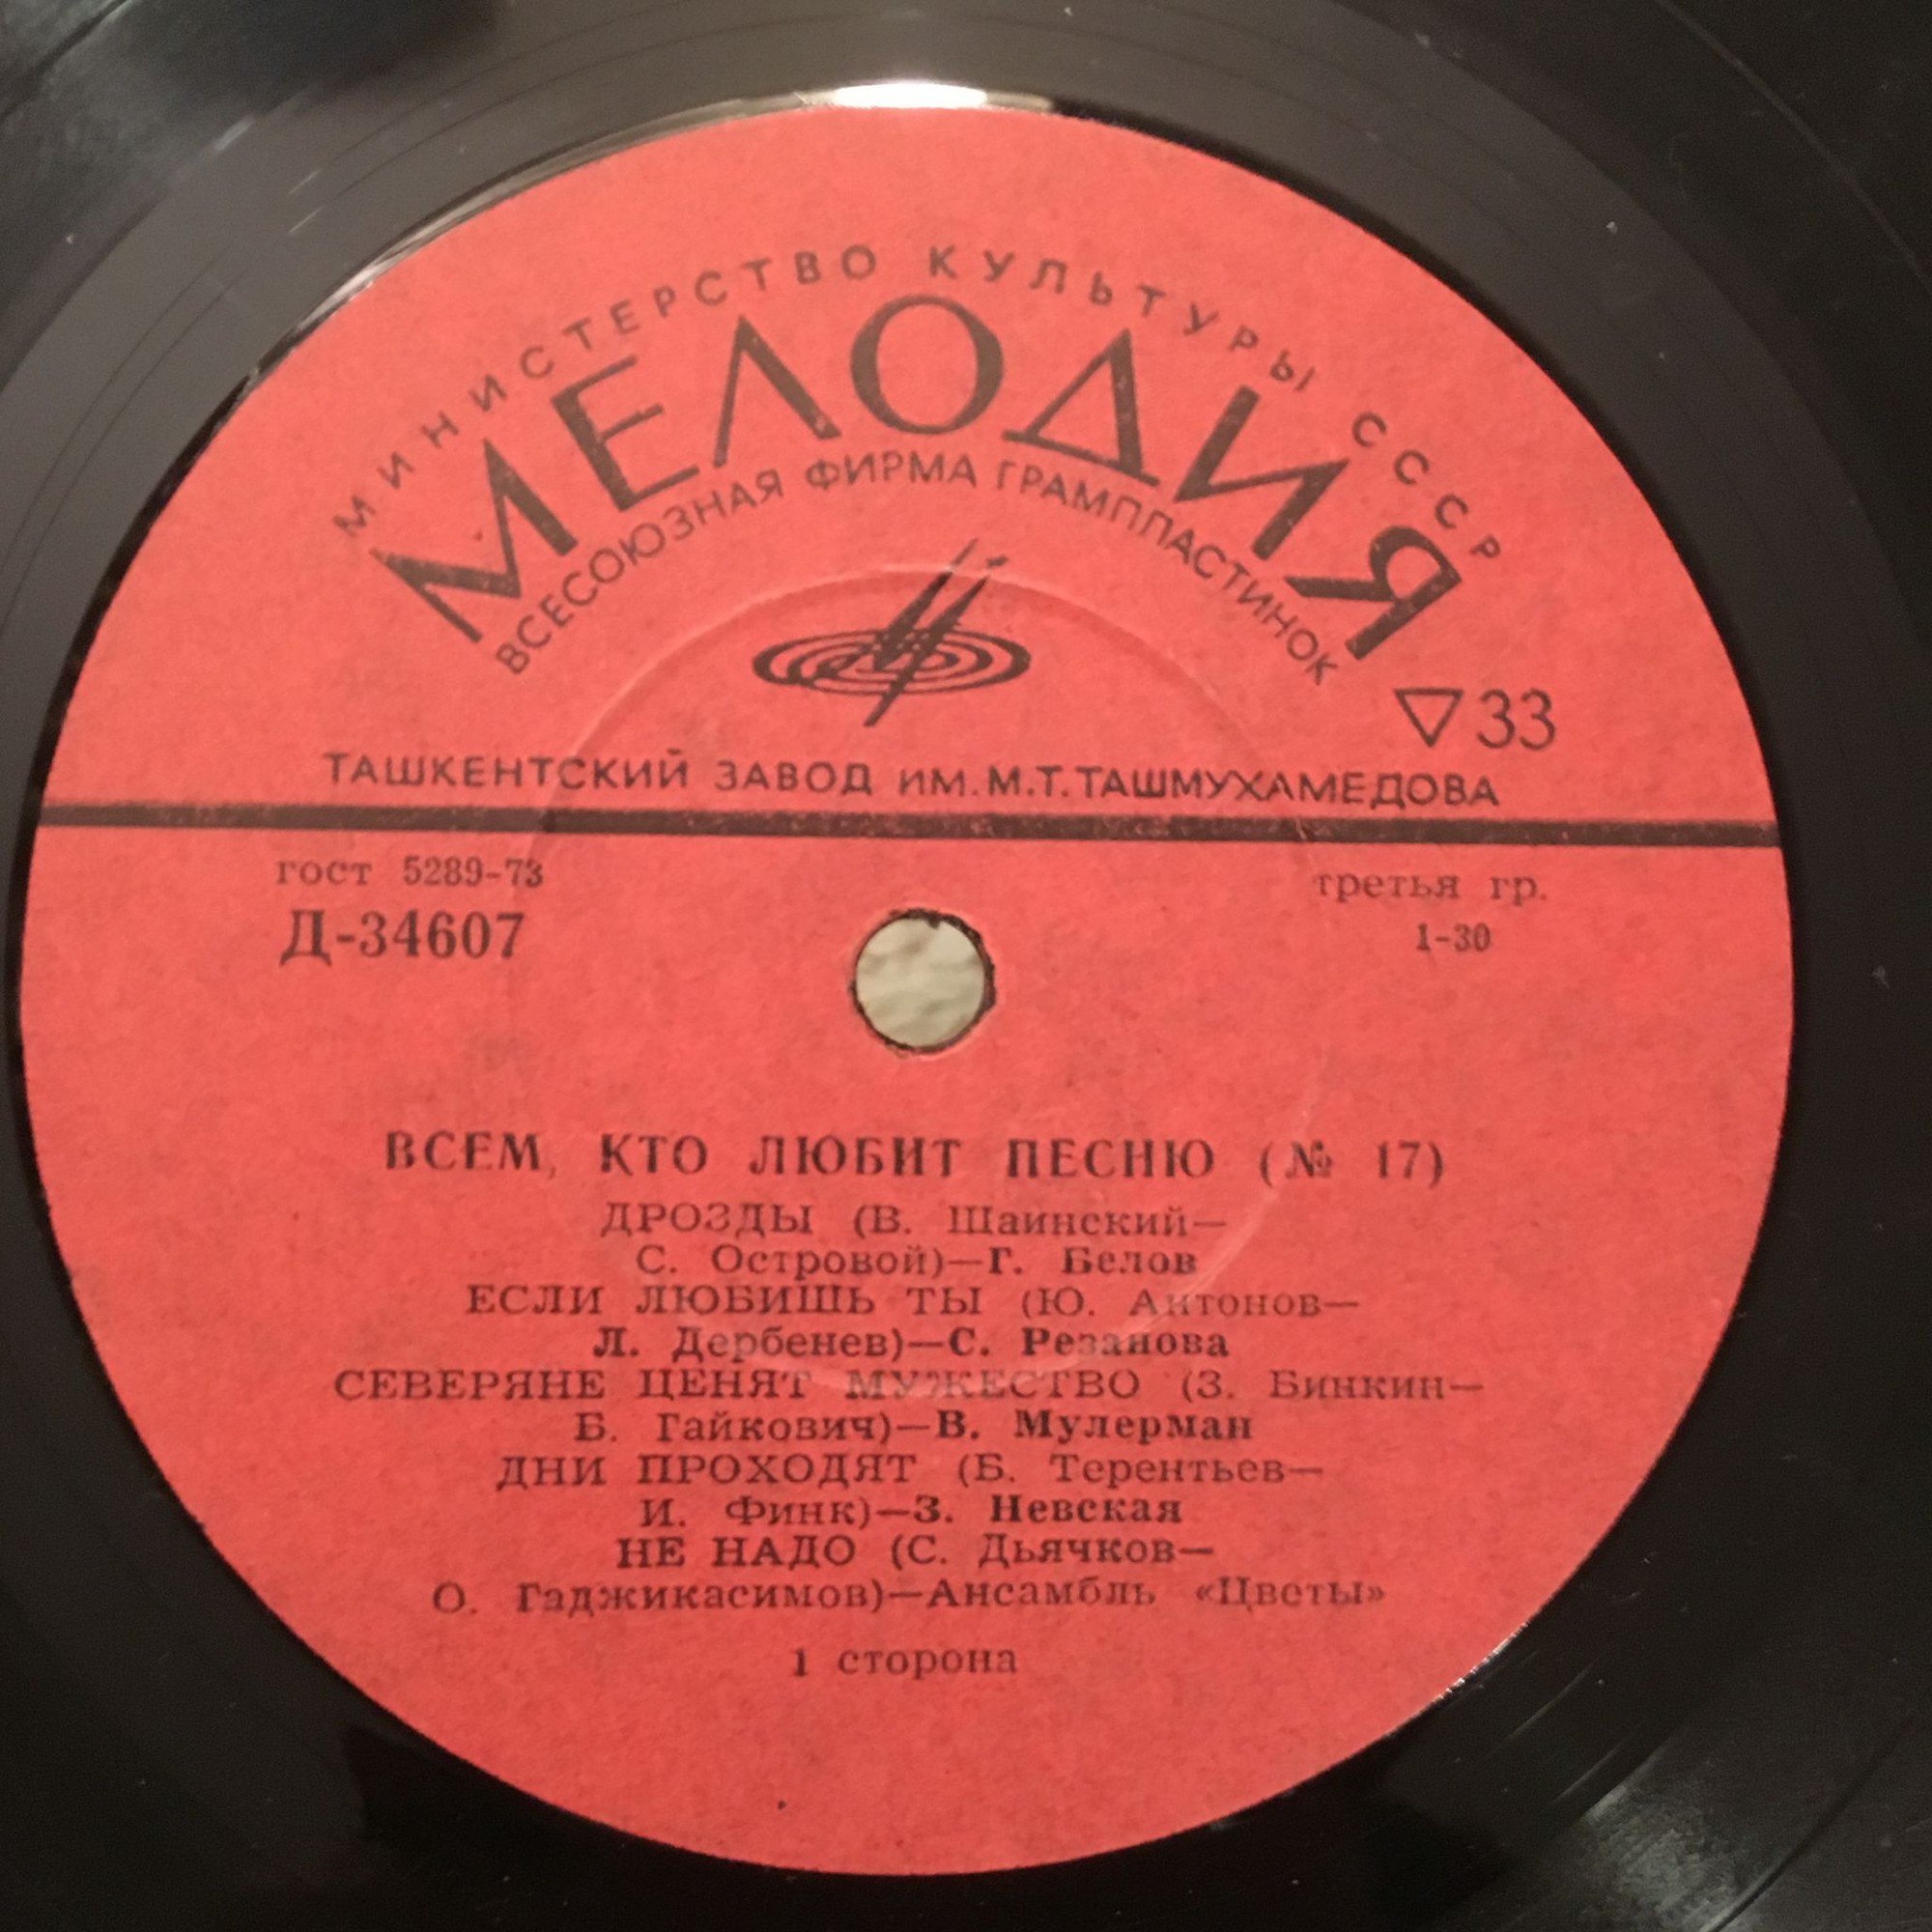 МИНИСТЕРСТВО КУЛЬТУРЫ СССР
МЕЛОДИЯ
ВСЕСОЮЗНАЯ ФИРМА ГРАМПЛАСТИНОК
▽33
ТАШКЕНТСКИЙ ЗАВОД ИМ. М.Т. ТАШМУХАМЕДОВА
гост 5289-73
третья гр.
Д-34607
1-30
ВСЕМ, КТО ЛЮБИТ ПЕСНЮ (№ 17)
ДРОЗДЫ (В. Шаинский—
С. Островой)—Г. Белов
ЕСЛИ ЛЮБИШЬ ТЫ (Ю. Антонов—
Л. Дербенев)—С. Резанова
СЕВЕРЯНЕ ЦЕНЯТ МУЖЕСТВО (З. Бинкин—
Б. Гайкович)—В. Мулерман
ДНИ ПРОХОДЯТ (Б. Терентьев—
И. Финк)—З. Невская
НЕ НАДО (С. Дьячков—
О. Гаджикасимов)—Ансамбль «Цветы»
1 сторона